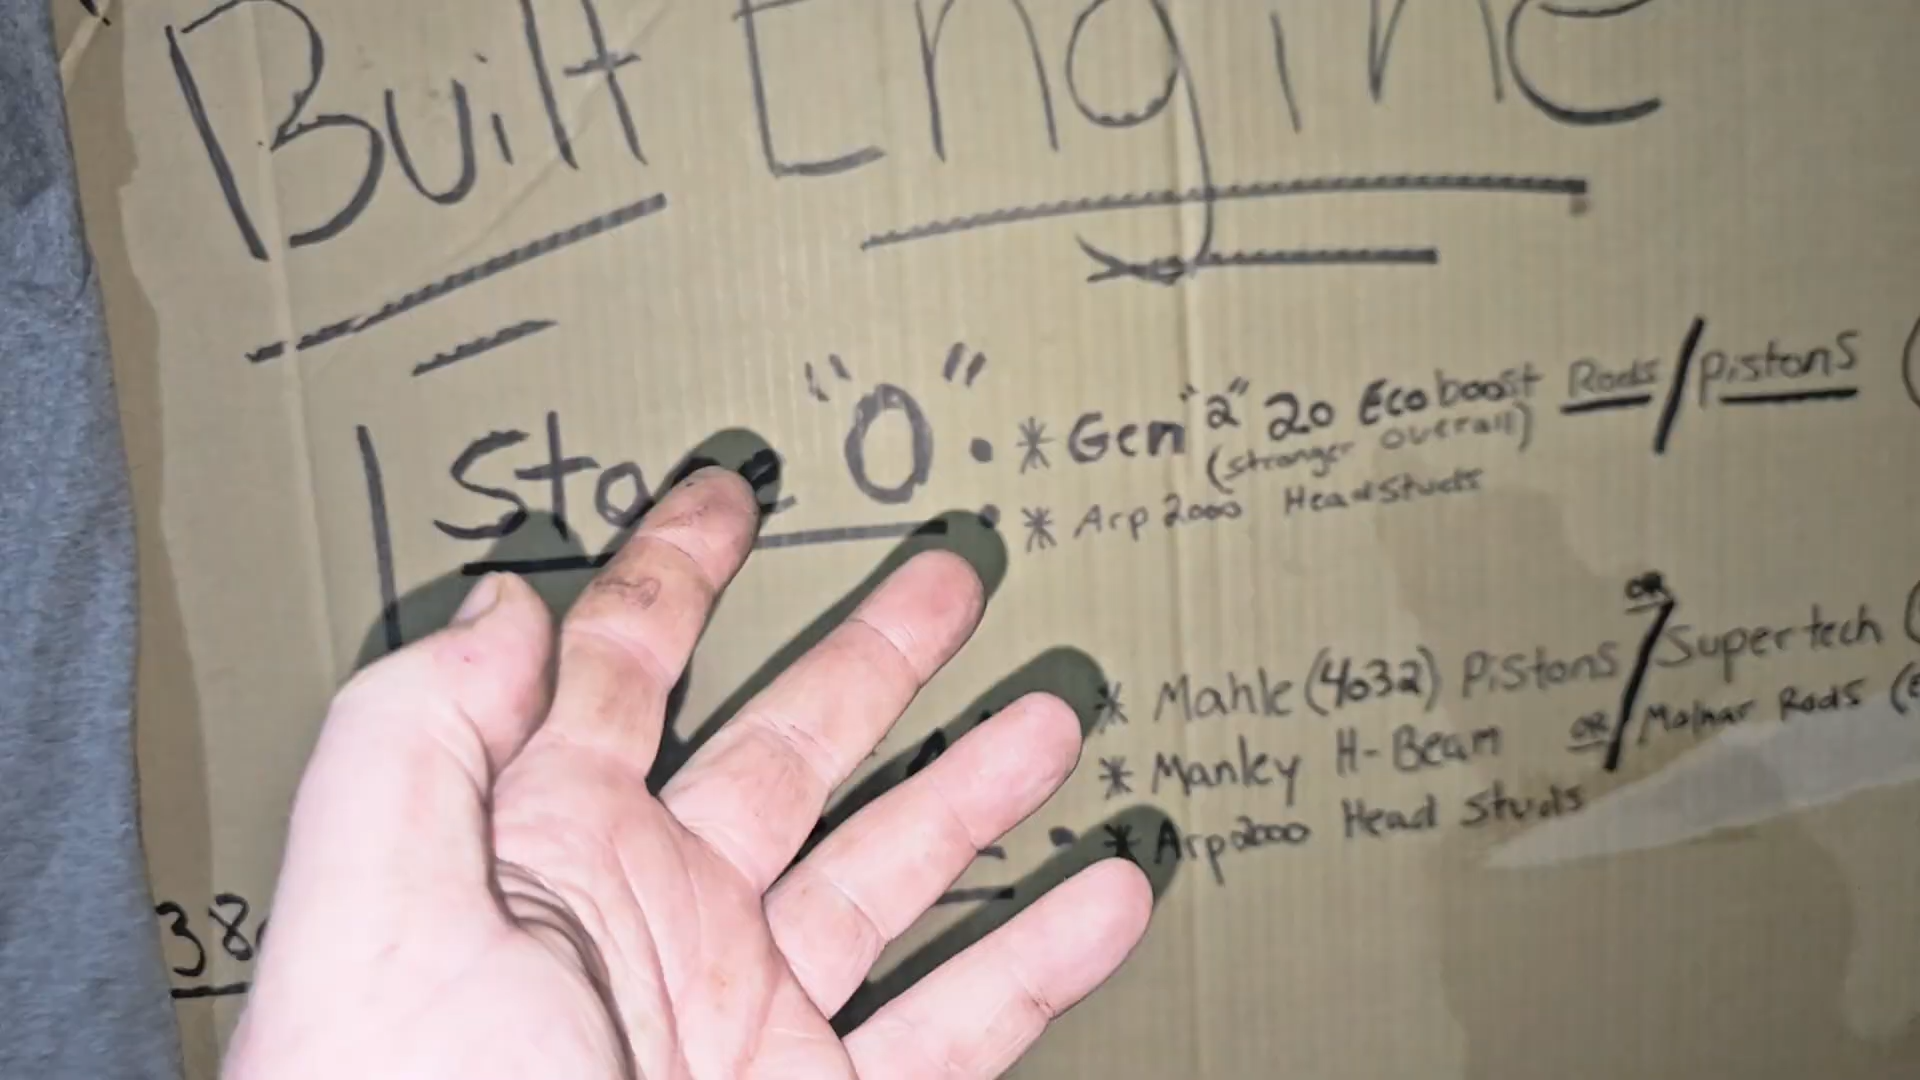 Built Engine
Stage "0" • * Gen "2" 20 Ecoboost Rods / Pistons (
(stronger overall)
• * Arp 2000 Head Studs
OR
* Mahle (4032) Pistons / Supertech (
* Manley H-Beam OR / Molnar Rods (
• * Arp 2000 Head Studs
38